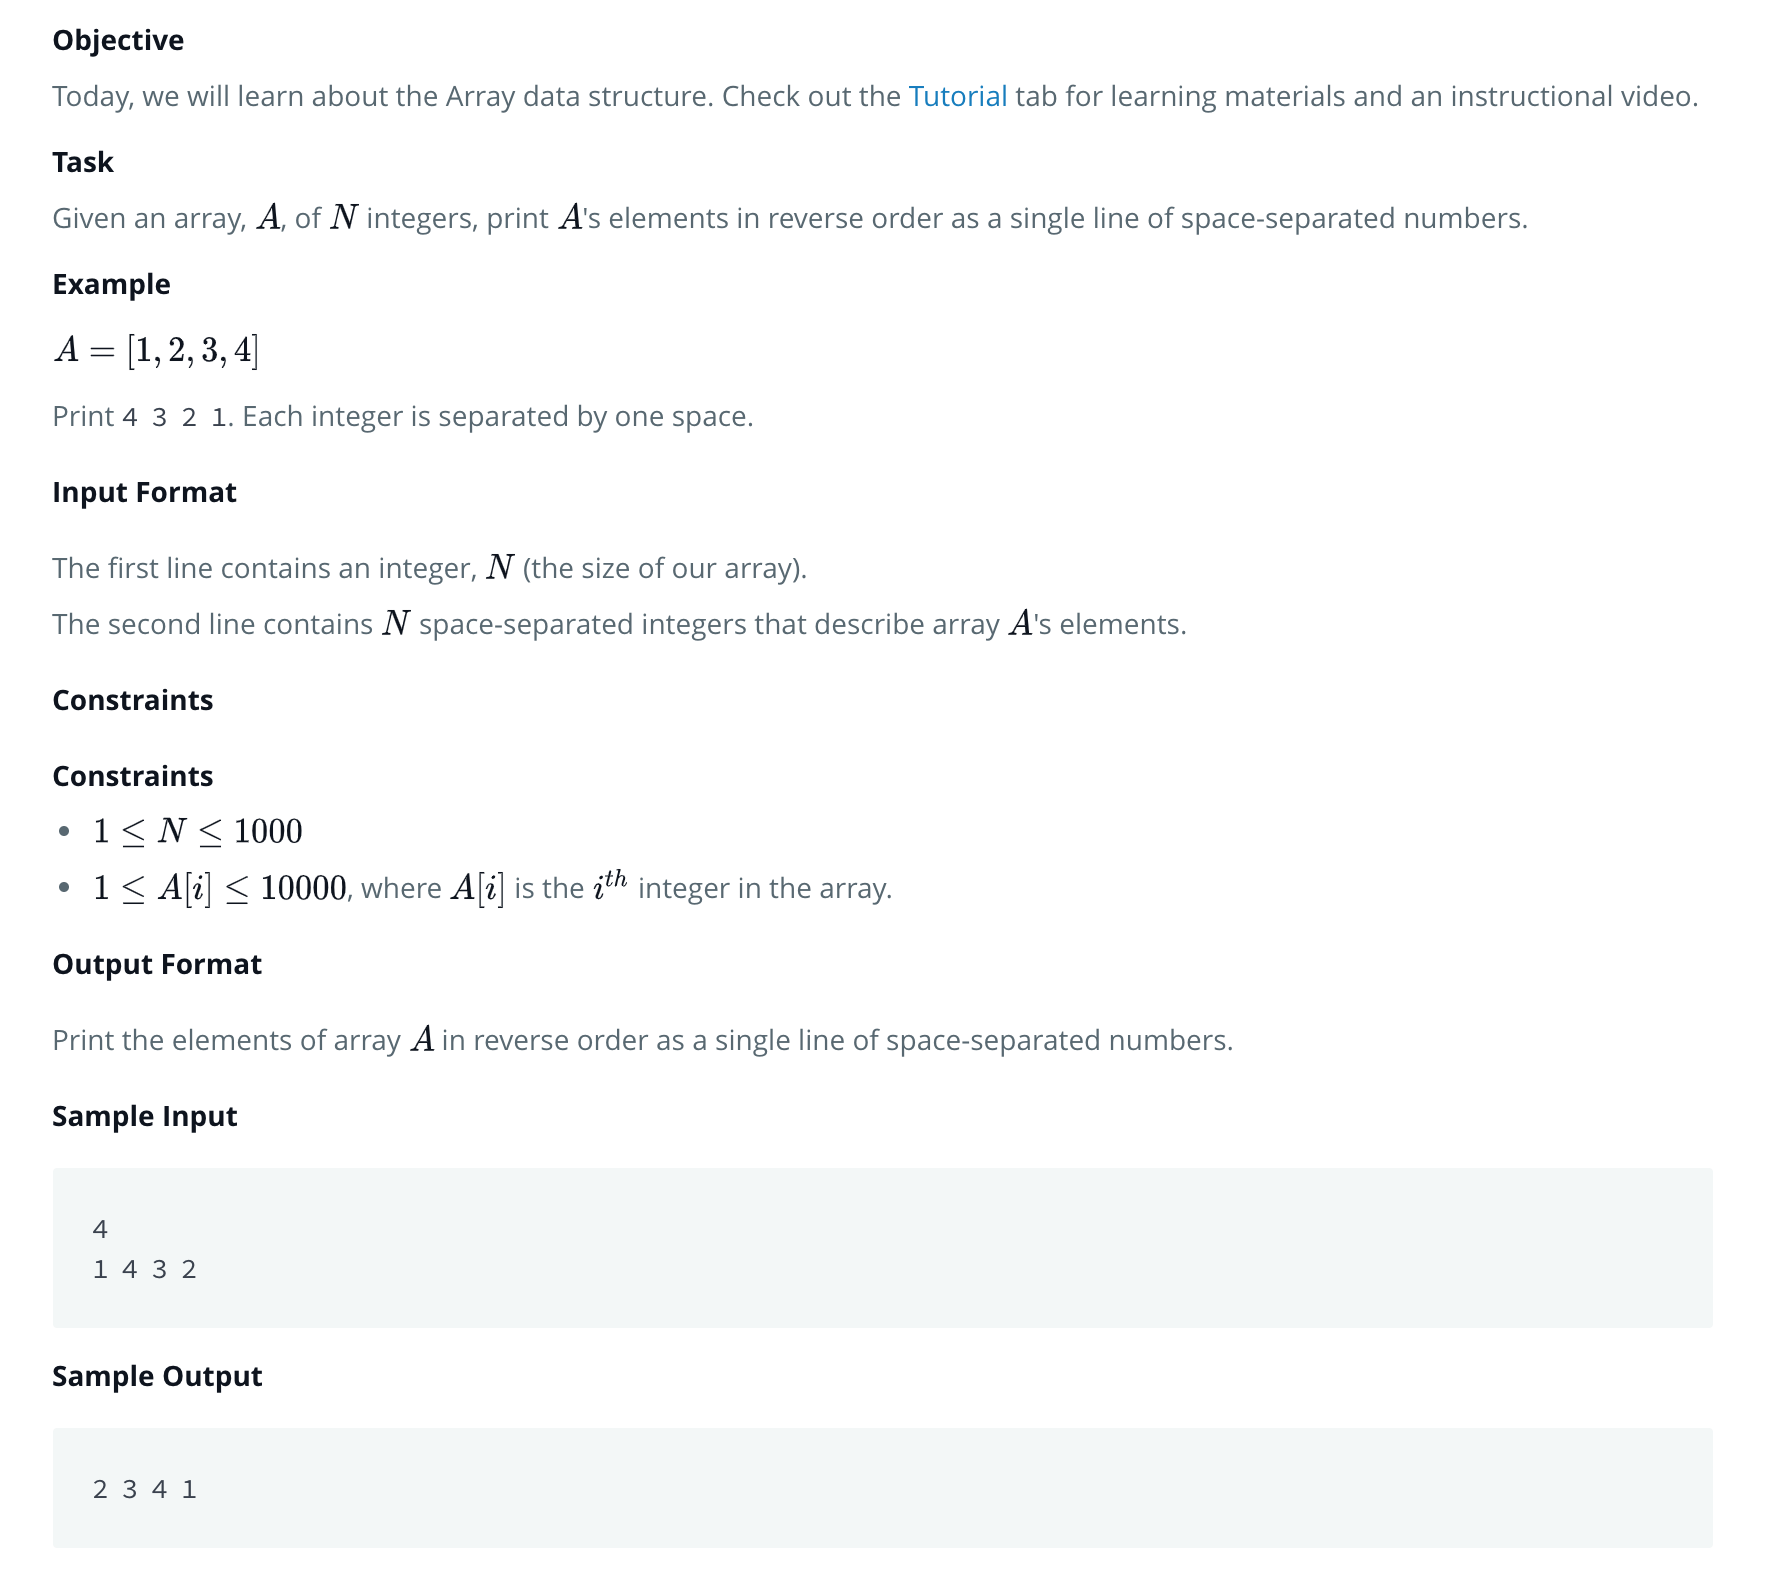 Objective
Today, we will learn about the Array data structure. Check out the Tutorial tab for learning materials and an instructional video.
Task
Given an array, A, of N integers, print A's elements in reverse order as a single line of space-separated numbers.
Example
A = [1, 2, 3, 4]
Print 4 3 2 1. Each integer is separated by one space.
Input Format
The first line contains an integer, N (the size of our array).
The second line contains N space-separated integers that describe array A's elements.
Constraints
Constraints
• 1 ≤ N ≤ 1000
• 1 ≤ A[i] ≤ 10000, where A[i] is the i^th integer in the array.
Output Format
Print the elements of array A in reverse order as a single line of space-separated numbers.
Sample Input
4
1 4 3 2
Sample Output
2 3 4 1